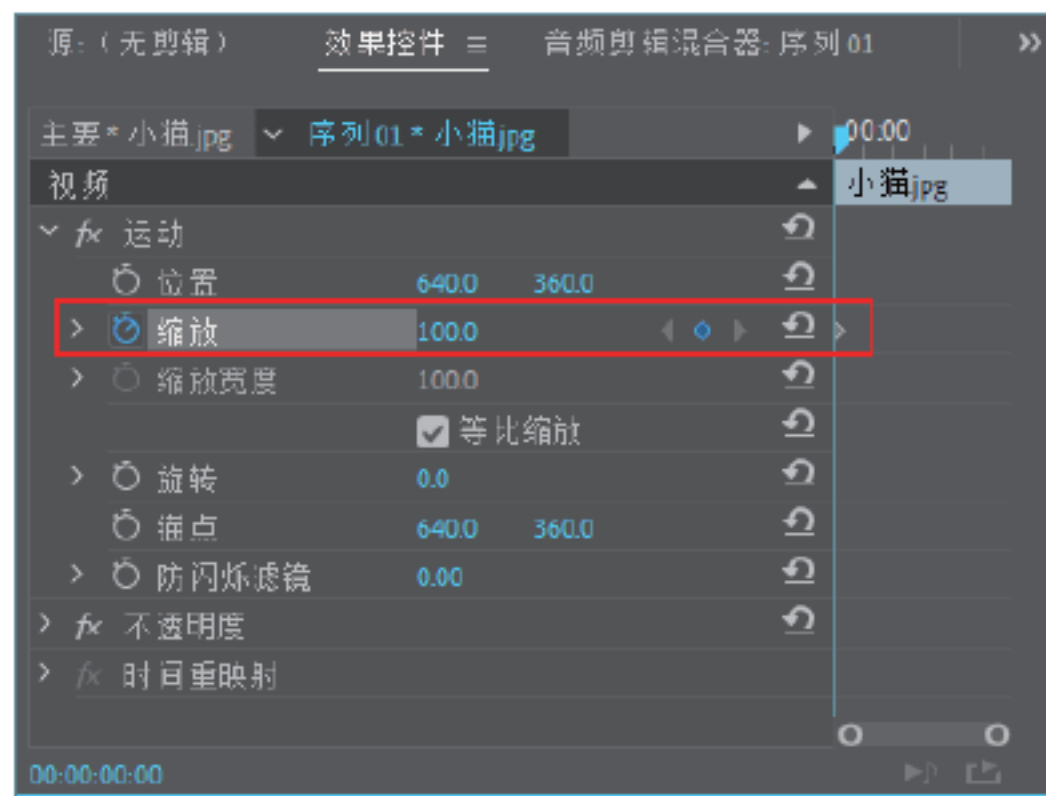 源:（无剪辑） 效果控件 ≡ 音频剪辑混合器: 序列 01 »
主要 * 小猫.jpg 序列 01 * 小猫.jpg 00:00
视频 小猫.jpg
fx 运动
位置 640.0 360.0
缩放 100.0
缩放宽度 100.0
等比缩放
旋转 0.0
锚点 640.0 360.0
防闪烁滤镜 0.00
fx 不透明度
fx 时间重映射
00:00:00:00